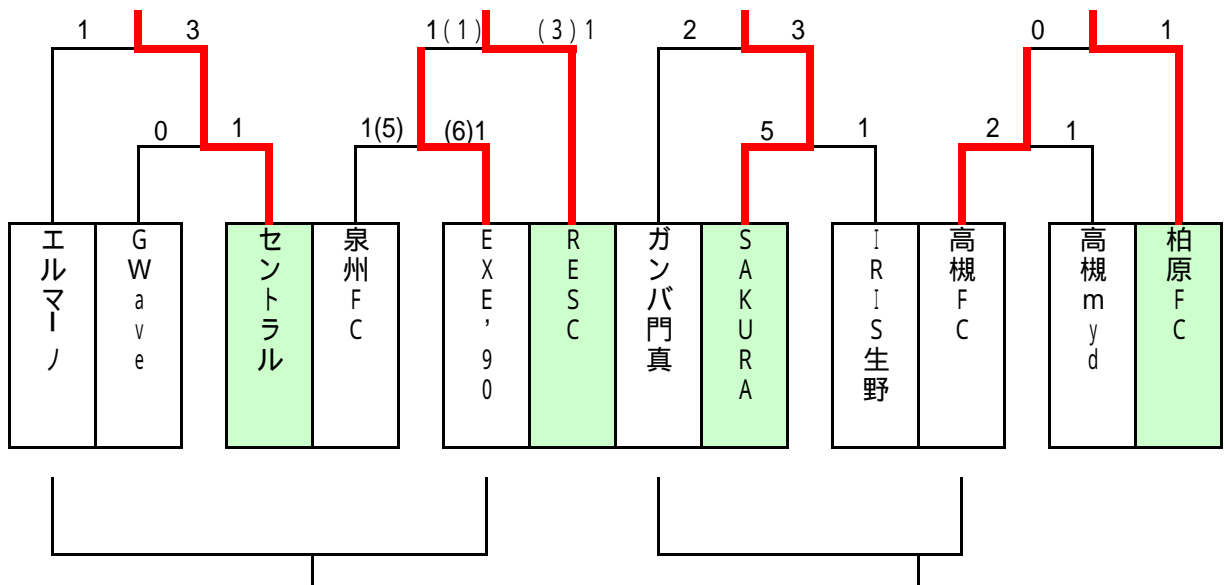 1 3 1(1) (3)1 2 3 0 1
0 1 1(5) (6)1 5 1 2 1
エルマーノ
GWave
セントラル
泉州FC
EXE'90
RESC
ガンバ門真
SAKURA
IRIS生野
高槻FC
高槻myd
柏原FC